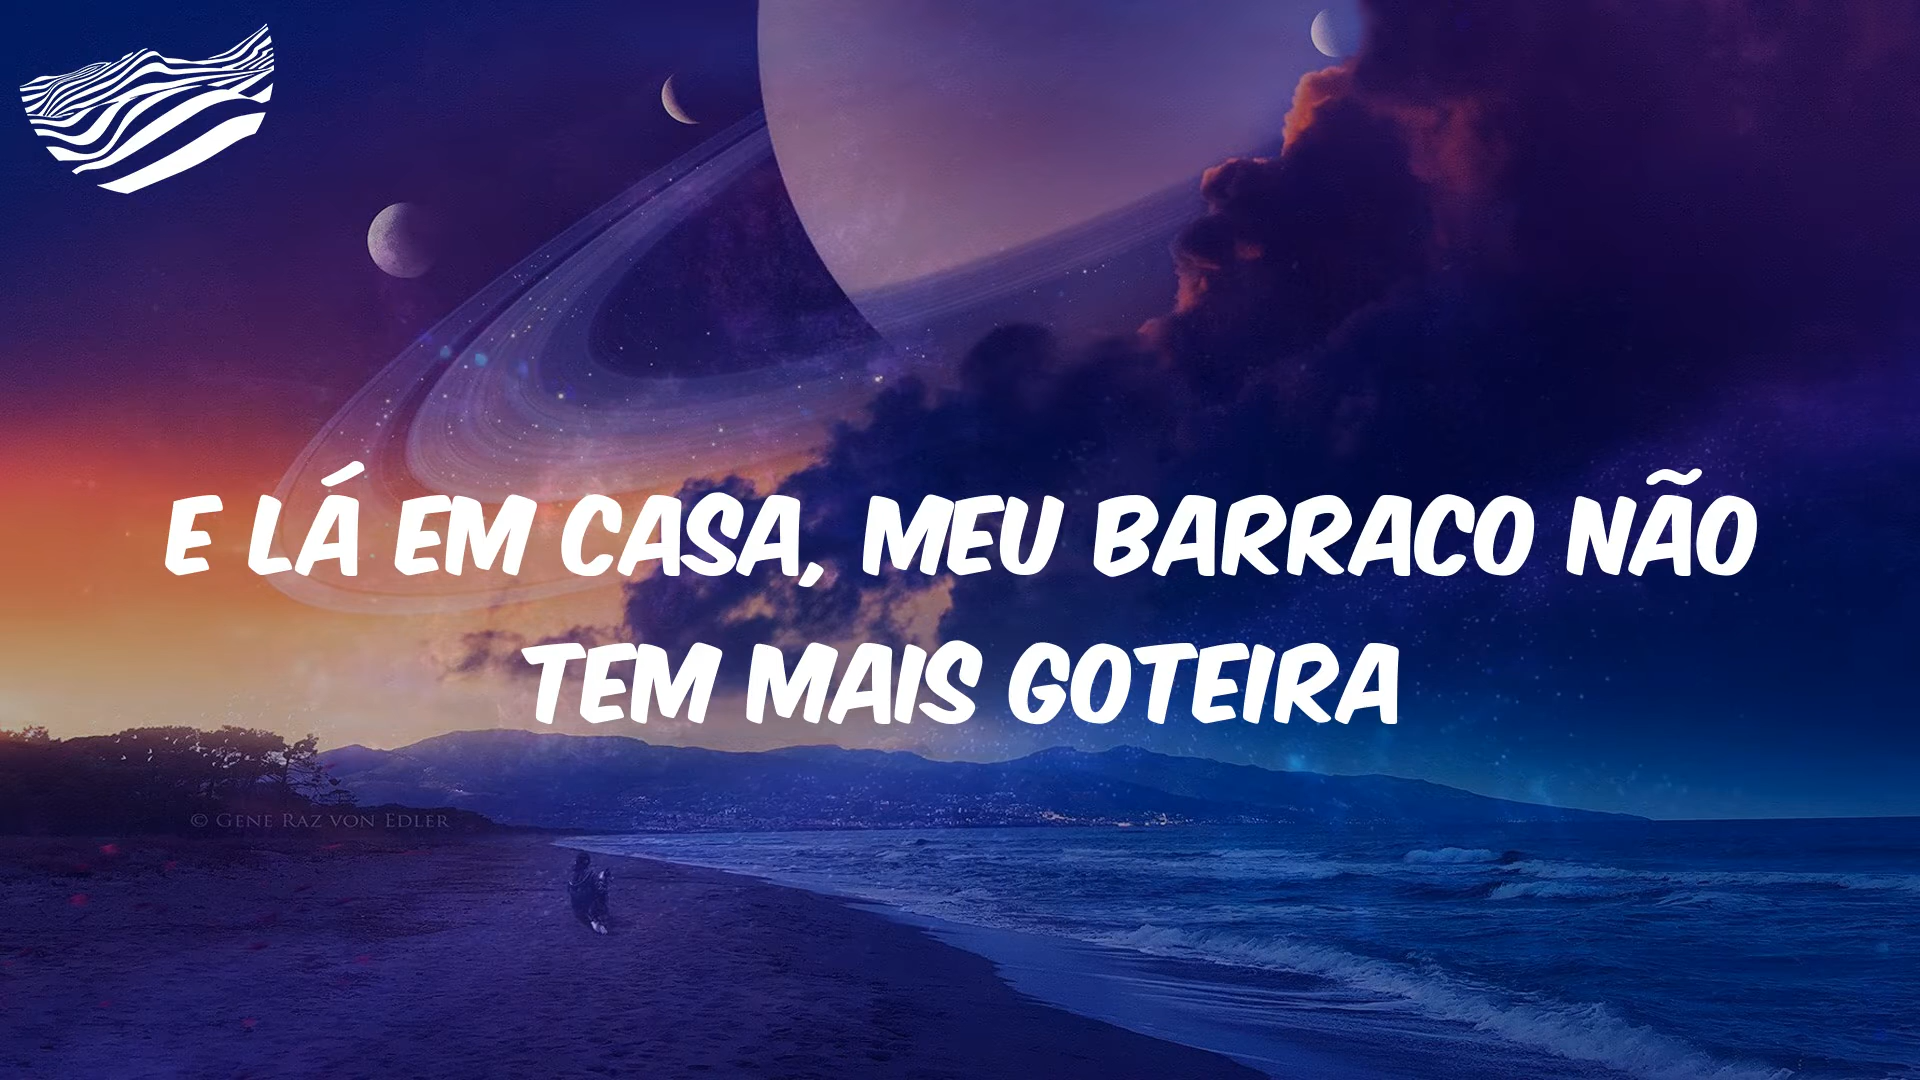 E LÁ EM CASA, MEU BARRACO NÃO
TEM MAIS GOTEIRA
© GENE RAZ VON EDLER